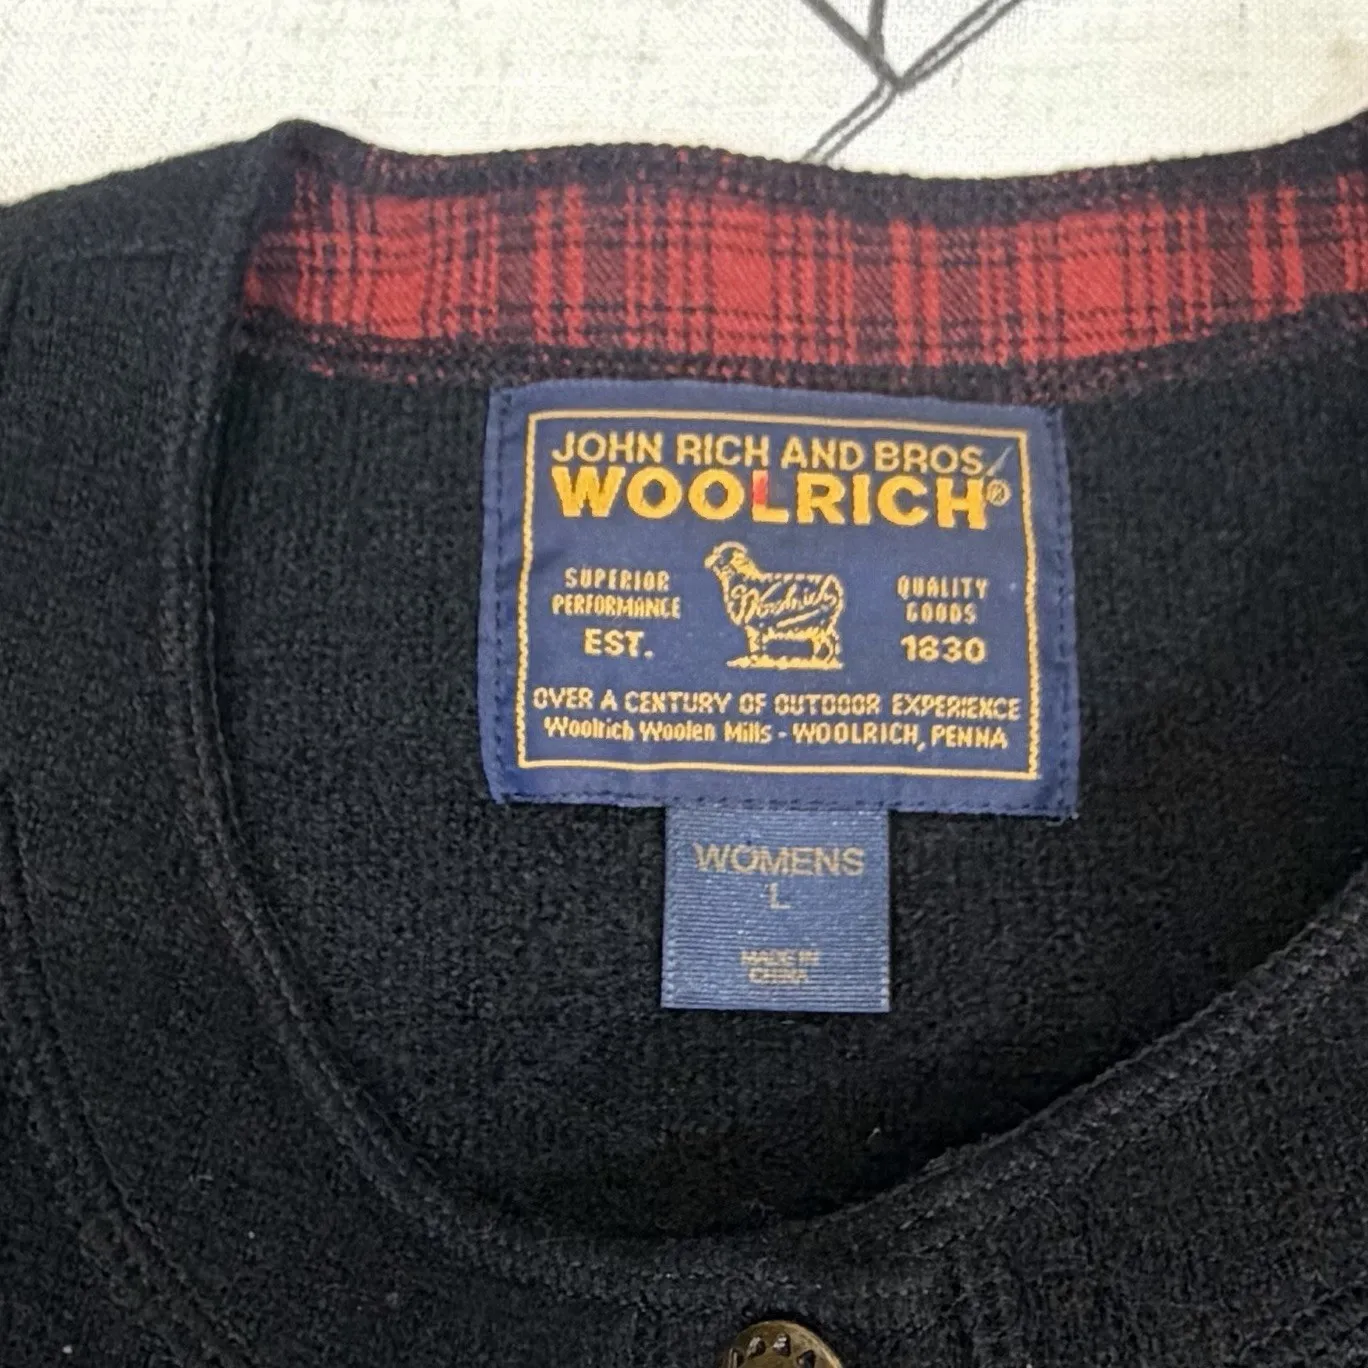 JOHN RICH AND BROS.
WOOLRICH®
SUPERIOR PERFORMANCE
EST.
Woolrich
QUALITY GOODS
1830
OVER A CENTURY OF OUTDOOR EXPERIENCE
Woolrich Woolen Mills - WOOLRICH, PENNA
WOMENS
L
MADE IN
CHINA